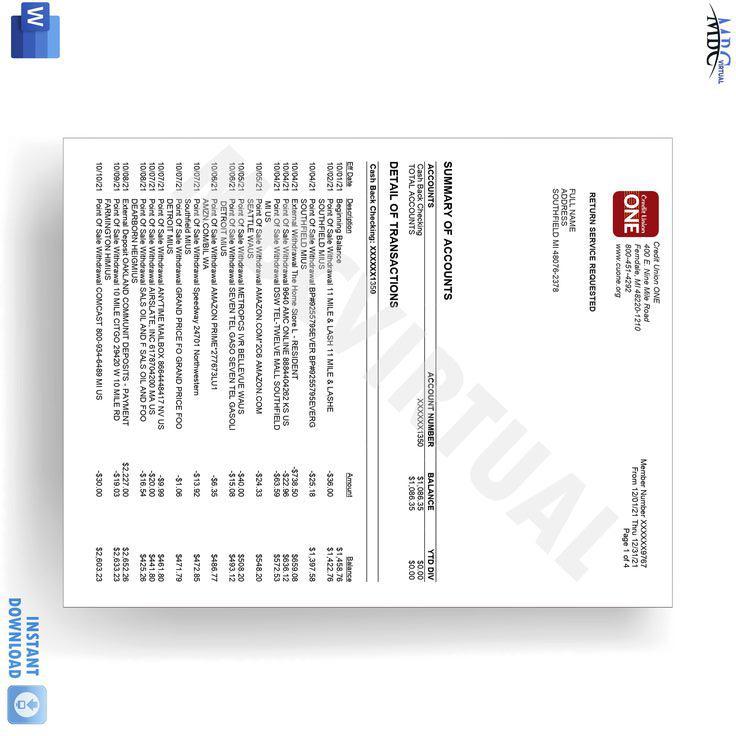 W
MBC
VIRTUAL
Credit Union
ONE
Credit Union ONE
400 E. Nine Mile Road
Ferndale, MI 48220-1210
800-451-4292
www.cuone.org
Member Number XXXXXX9767
From 12/01/21 Thru 12/31/21
Page 1 of 4
RETURN SERVICE REQUESTED
FULL NAME
ADDRESS
SOUTHFIELD MI 48076-2378
SUMMARY OF ACCOUNTS
ACCOUNTS ACCOUNT NUMBER BALANCE YTD DIV
Cash Back Checking XXXXXX1350 $1,086.35 $0.00
TOTAL ACCOUNTS $1,086.35 $0.00
DETAIL OF TRANSACTIONS
Cash Back Checking: XXXXXX1350
Eff Date Description Amount Balance
10/01/21 Beginning Balance $1,458.76
10/02/21 Point Of Sale Withdrawal 11 MILE & LASH 11 MILE & LASHE -$36.00 $1,422.76
SOUTHFIELD MIUS
10/04/21 Point Of Sale Withdrawal BP#9255795EVER BP#9255795EVERG -$25.18 $1,397.58
SOUTHFIELD MIUS
10/04/21 External Withdrawal The Home Store L - RESIDENT -$738.50 $659.08
10/04/21 Point Of Sale Withdrawal 9640 AMC ONLINE 8884404262 KS US -$22.96 $636.12
10/04/21 Point Of Sale Withdrawal DSW TEL-TWELVE MALL SOUTHFIELD -$63.59 $572.53
MI US
10/05/21 Point Of Sale Withdrawal AMAZON.COM*2O6 AMAZON.COM -$24.33 $548.20
SEATTLE WAUS
10/05/21 Point Of Sale Withdrawal METROPCS IVR BELLEVUE WAUS -$40.00 $508.20
10/06/21 Point Of Sale Withdrawal SEVEN TEL GASO SEVEN TEL GASOLI -$15.08 $493.12
DETROIT MIUS
10/06/21 Point Of Sale Withdrawal AMAZON PRIME*277673LU1 -$6.35 $486.77
AMZN.COM/BIL WA
10/07/21 Point Of Sale Withdrawal Speedway 24701 Northwestern -$13.92 $472.85
Southfield MIUS
10/07/21 Point Of Sale Withdrawal GRAND PRICE FO GRAND PRICE FOO -$1.06 $471.79
DETROIT MIUS
10/07/21 Point Of Sale Withdrawal ANYTIME MAILBOX 8664448417 NV US -$9.99 $461.80
10/07/21 Point Of Sale Withdrawal AIRSLATE, INC 6178704200 MA US -$20.00 $441.80
10/08/21 Point Of Sale Withdrawal SALS OIL AND F SALS OIL AND FOO -$16.54 $425.26
DEARBORN HEIGMIUS
10/08/21 External Deposit OAKLAND COMMUNIT DEPOSITS - PAYMENT $2,227.00 $2,652.26
10/09/21 Point Of Sale Withdrawal 10 MILE CITGO 29420 W 10 MILE RD -$19.03 $2,633.23
FARMINGTON HIMIUS
10/10/21 Point Of Sale Withdrawal COMCAST 800-934-6489 MI US -$30.00 $2,603.23
VIRTUAL
INSTANT
DOWNLOAD